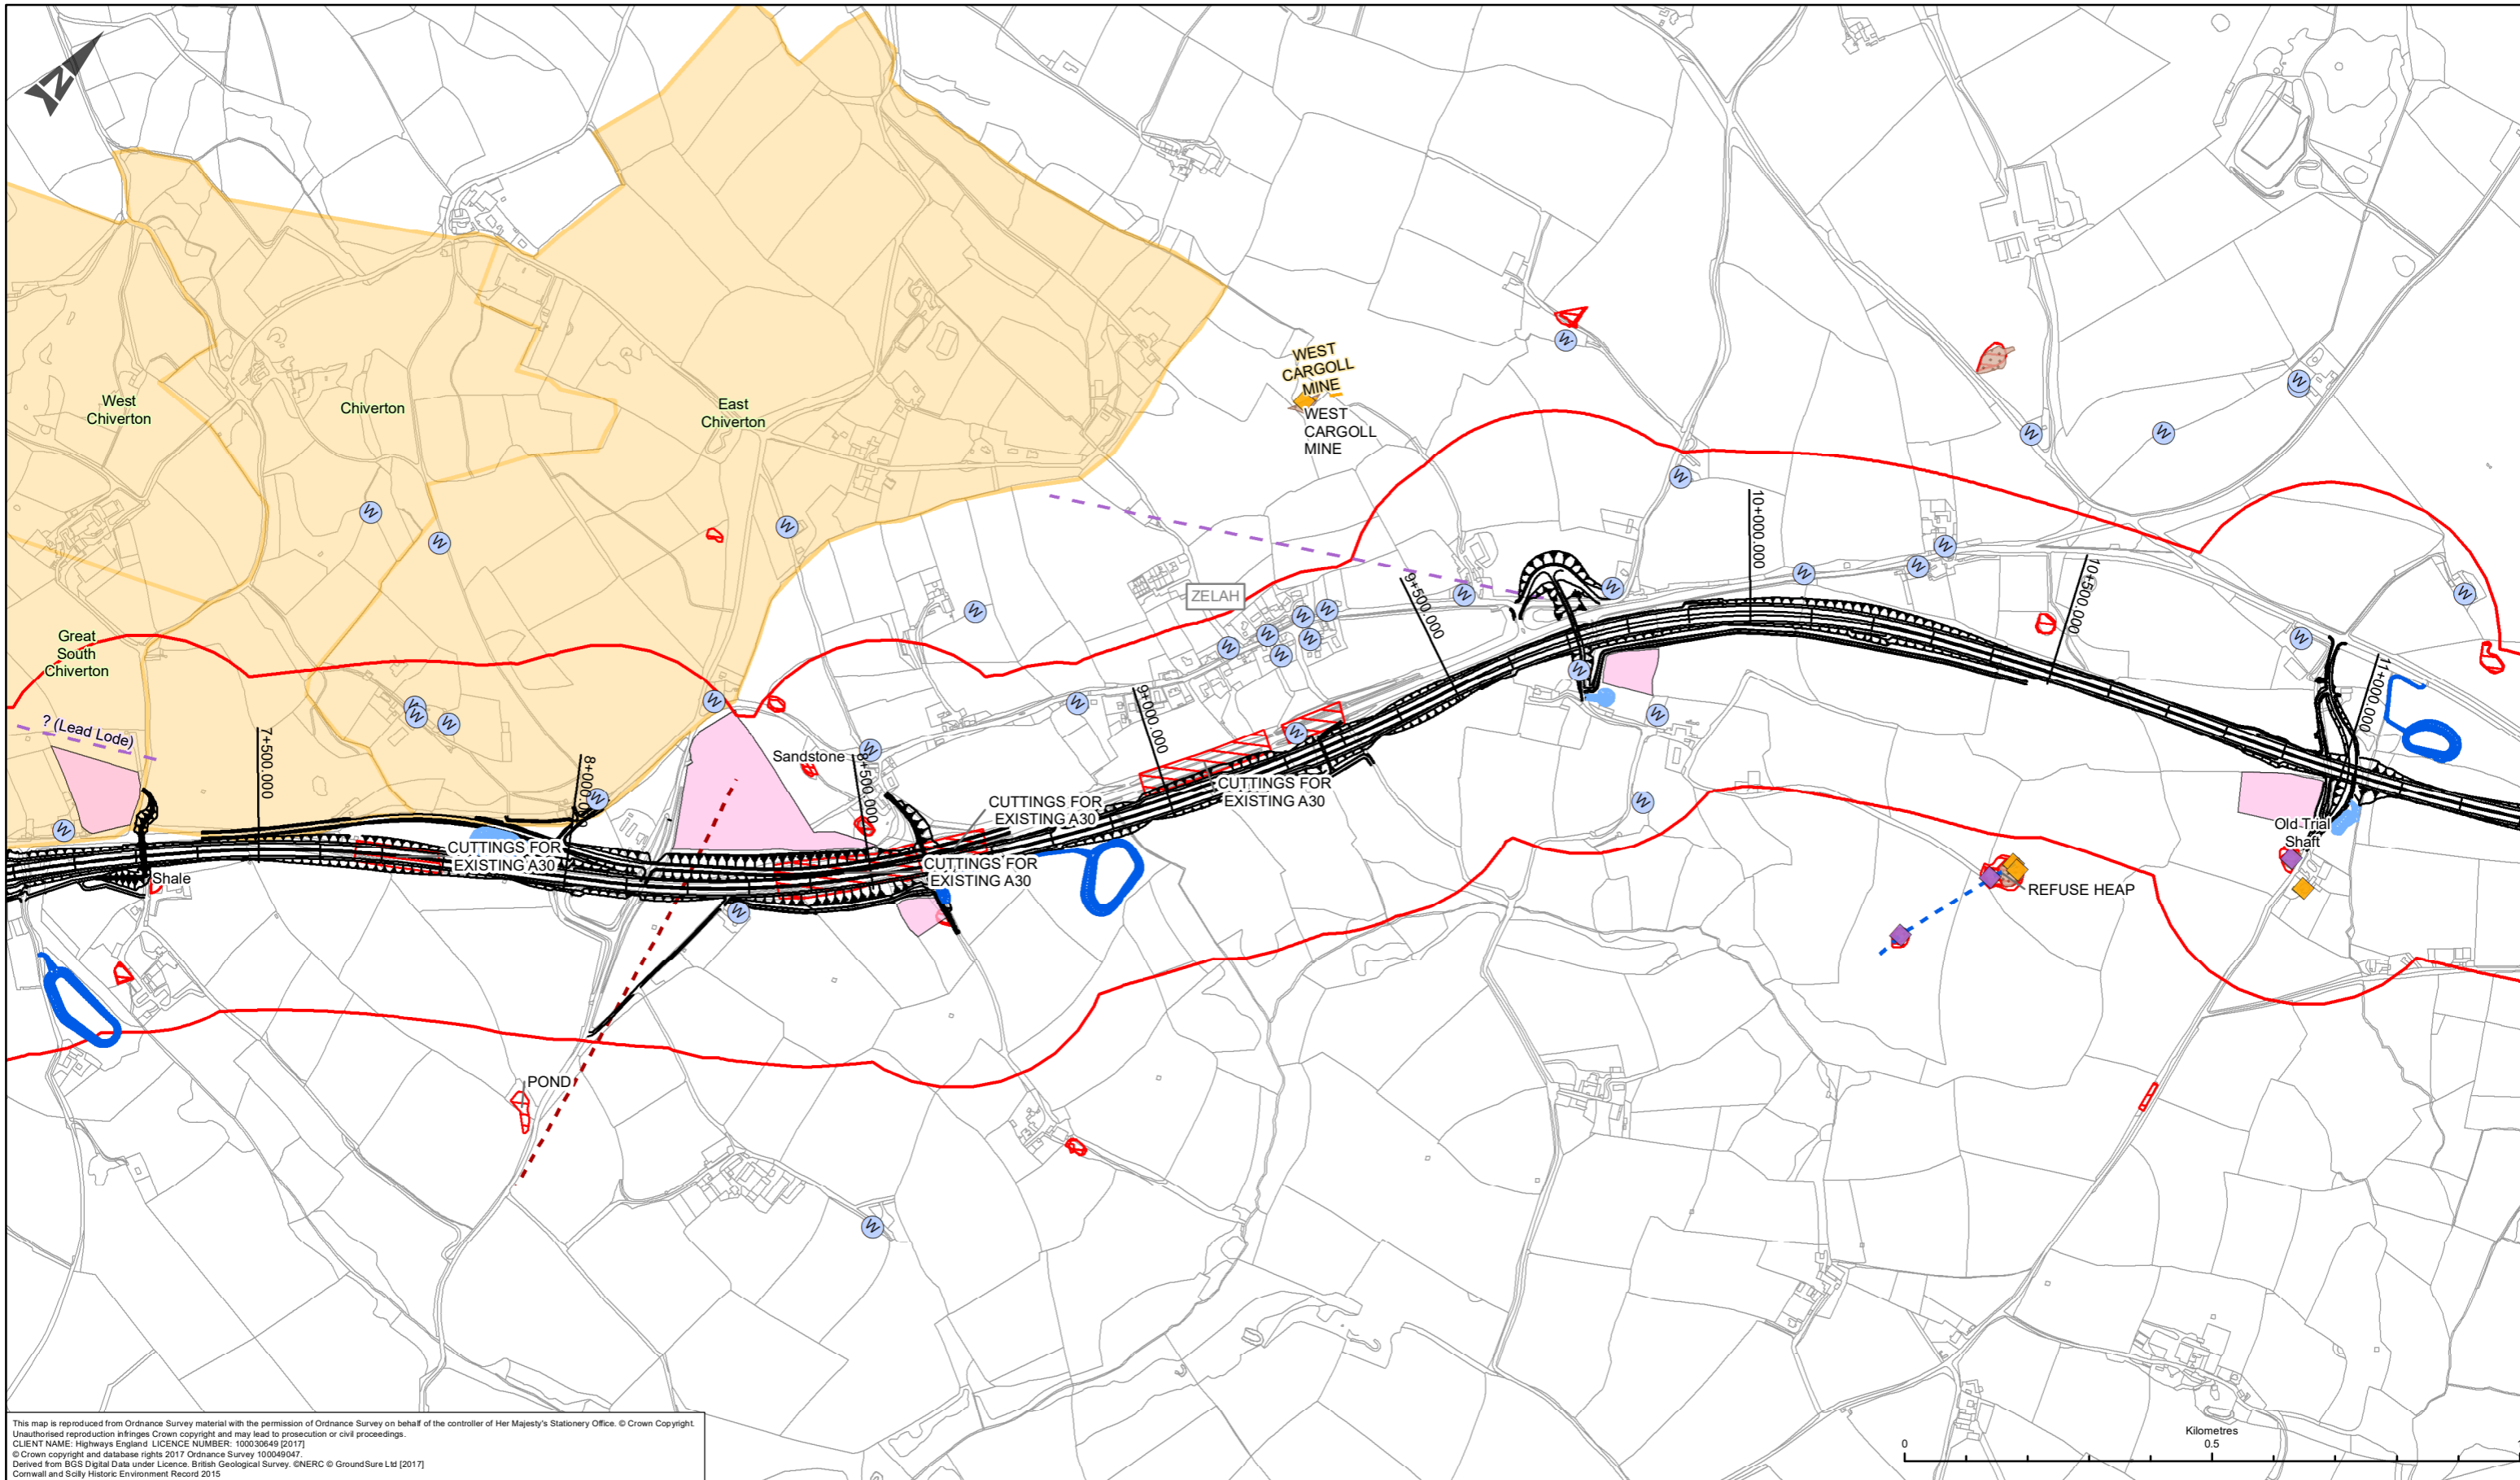 N
WEST
CARGOLL
MINE
WEST
CARGOLL
MINE
West
Chiverton
Chiverton
East
Chiverton
W
W
W
W
W
W
W
W
W
10+000.000
W
W
W
W
W
W
ZELAH
9+500.000
10+500.000
W
W
W
W
W
W
W
W
W
W
Great
South
Chiverton
? (Lead Lode)
11+000.000
W
W
W
W
W
W
W
W
9+000.000
7+500.000
8+000.000
Sandstone
8+500.000
W
W
W
W
W
CUTTINGS FOR
EXISTING A30
CUTTINGS FOR
EXISTING A30
CUTTINGS FOR
EXISTING A30
CUTTINGS FOR
EXISTING A30
Old Trial
Shaft
Shale
REFUSE HEAP
W
POND
W
This map is reproduced from Ordnance Survey material with the permission of Ordnance Survey on behalf of the controller of Her Majesty's Stationery Office. © Crown Copyright.
Unauthorised reproduction infringes Crown copyright and may lead to prosecution or civil proceedings.
CLIENT NAME: Highways England LICENCE NUMBER: 100030649 [2017]
© Crown copyright and database rights 2017 Ordnance Survey 100049047.
Derived from BGS Digital Data under Licence. British Geological Survey. ©NERC © GroundSure Ltd [2017]
Cornwall and Scilly Historic Environment Record 2015
Kilometres
0
0.5